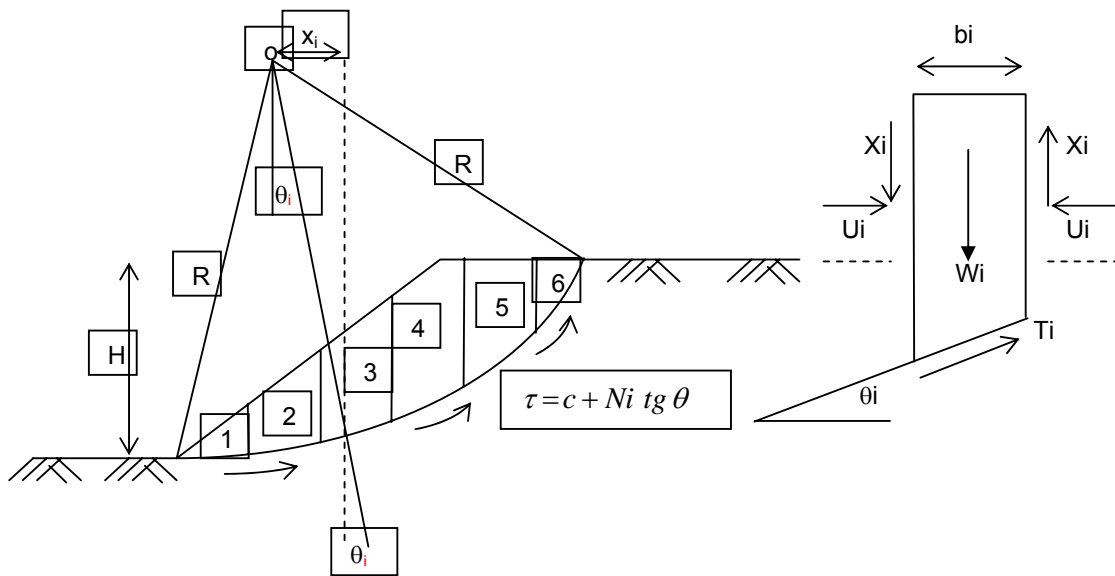 xi
o
bi
R
Xi
Xi
θi
Ui
Ui
R
Wi
6
5
4
Ti
H
3
τ = c + Ni tg θ
2
θi
1
θi